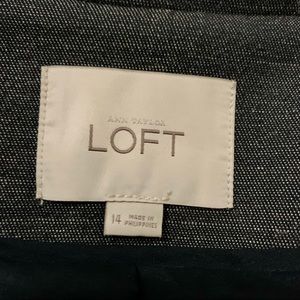 ANN TAYLOR
LOFT
14 MADE IN
PHILIPPINES